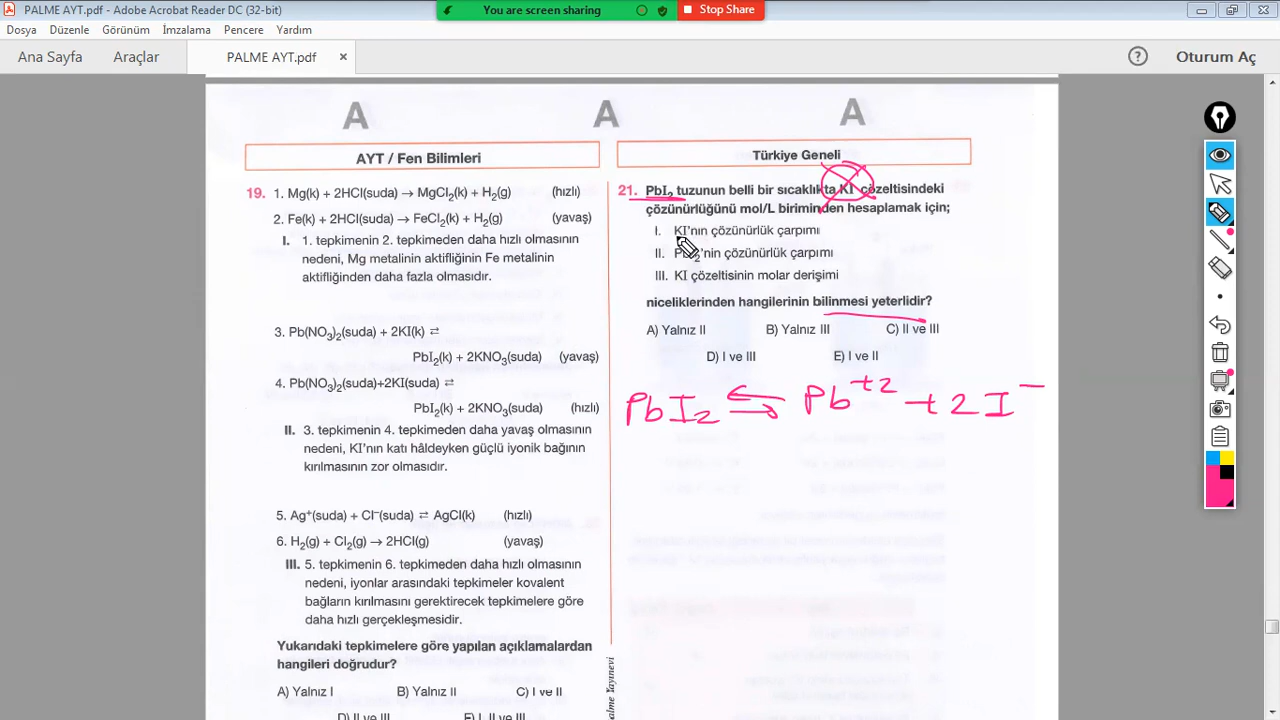 PALME AYT.pdf - Adobe Acrobat Reader DC (32-bit)
You are screen sharing
Stop Share
Dosya Düzenle Görünüm İmzalama Pencere Yardım
Ana Sayfa Araçlar PALME AYT.pdf × ? Oturum Aç
A A A
AYT / Fen Bilimleri
19. 1. Mg(k) + 2HCl(suda) → MgCl₂(k) + H₂(g) (hızlı)
2. Fe(k) + 2HCl(suda) → FeCl₂(k) + H₂(g) (yavaş)
I. 1. tepkimenin 2. tepkimeden daha hızlı olmasının
nedeni, Mg metalinin aktifliğinin Fe metalinin
aktifliğinden daha fazla olmasıdır.
3. Pb(NO₃)₂(suda) + 2KI(k) ⇌
PbI₂(k) + 2KNO₃(suda) (yavaş)
4. Pb(NO₃)₂(suda)+2KI(suda) ⇌
PbI₂(k) + 2KNO₃(suda) (hızlı)
II. 3. tepkimenin 4. tepkimeden daha yavaş olmasının
nedeni, KI’nın katı hâldeyken güçlü iyonik bağının
kırılmasının zor olmasıdır.
5. Ag⁺(suda) + Cl⁻(suda) ⇌ AgCl(k) (hızlı)
6. H₂(g) + Cl₂(g) → 2HCl(g) (yavaş)
III. 5. tepkimenin 6. tepkimeden daha hızlı olmasının
nedeni, iyonlar arasındaki tepkimeler kovalent
bağların kırılmasını gerektirecek tepkimelere göre
daha hızlı gerçekleşmesidir.
Yukarıdaki tepkimelere göre yapılan açıklamalardan
hangileri doğrudur?
A) Yalnız I B) Yalnız II C) I ve II
D) II ve III E) I, II ve III
Türkiye Geneli
21. PbI₂ tuzunun belli bir sıcaklıkta KI çözeltisindeki
çözünürlüğünü mol/L biriminden hesaplamak için;
I. KI’nın çözünürlük çarpımı
II. PbI₂’nin çözünürlük çarpımı
III. KI çözeltisinin molar derişimi
niceliklerinden hangilerinin bilinmesi yeterlidir?
A) Yalnız II B) Yalnız III C) II ve III
D) I ve III E) I ve II
PbI₂ ⇌ Pb⁺² + 2I⁻
Palme Yayınevi